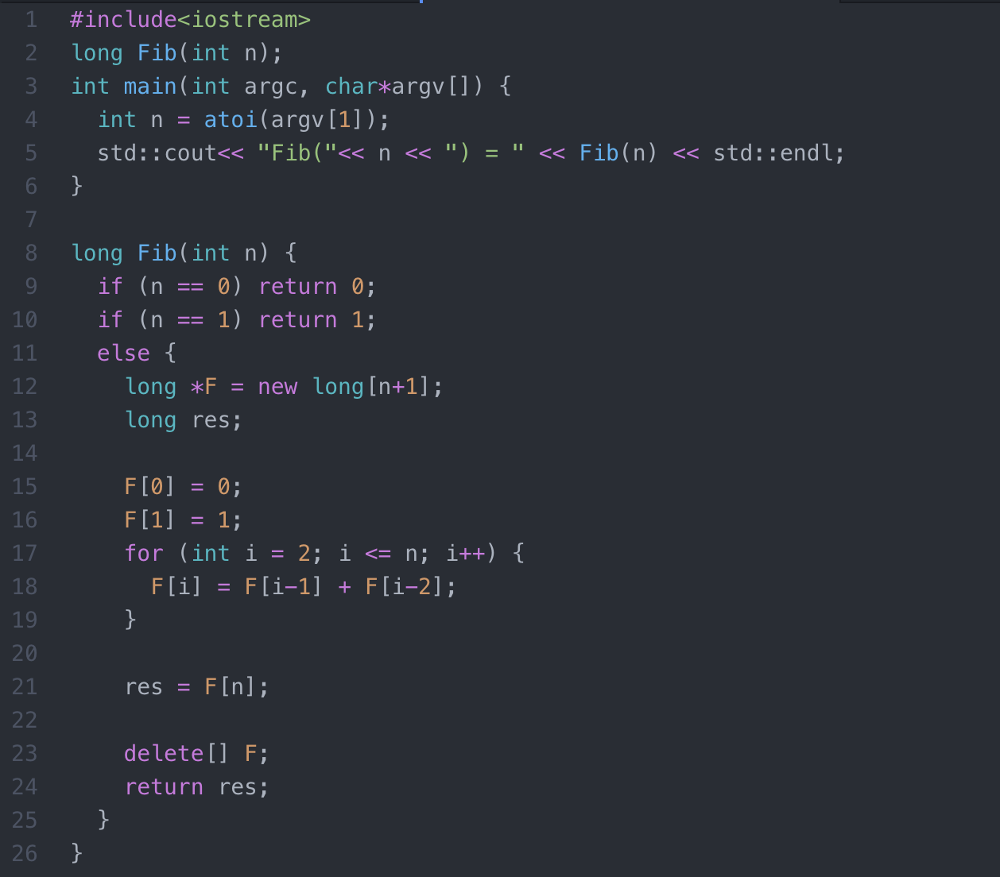 1 #include<iostream>
2 long Fib(int n);
3 int main(int argc, char*argv[]) {
4   int n = atoi(argv[1]);
5   std::cout<< "Fib("<< n << ") = " << Fib(n) << std::endl;
6 }
7
8 long Fib(int n) {
9   if (n == 0) return 0;
10   if (n == 1) return 1;
11   else {
12     long *F = new long[n+1];
13     long res;
14
15     F[0] = 0;
16     F[1] = 1;
17     for (int i = 2; i <= n; i++) {
18       F[i] = F[i-1] + F[i-2];
19     }
20
21     res = F[n];
22
23     delete[] F;
24     return res;
25   }
26 }